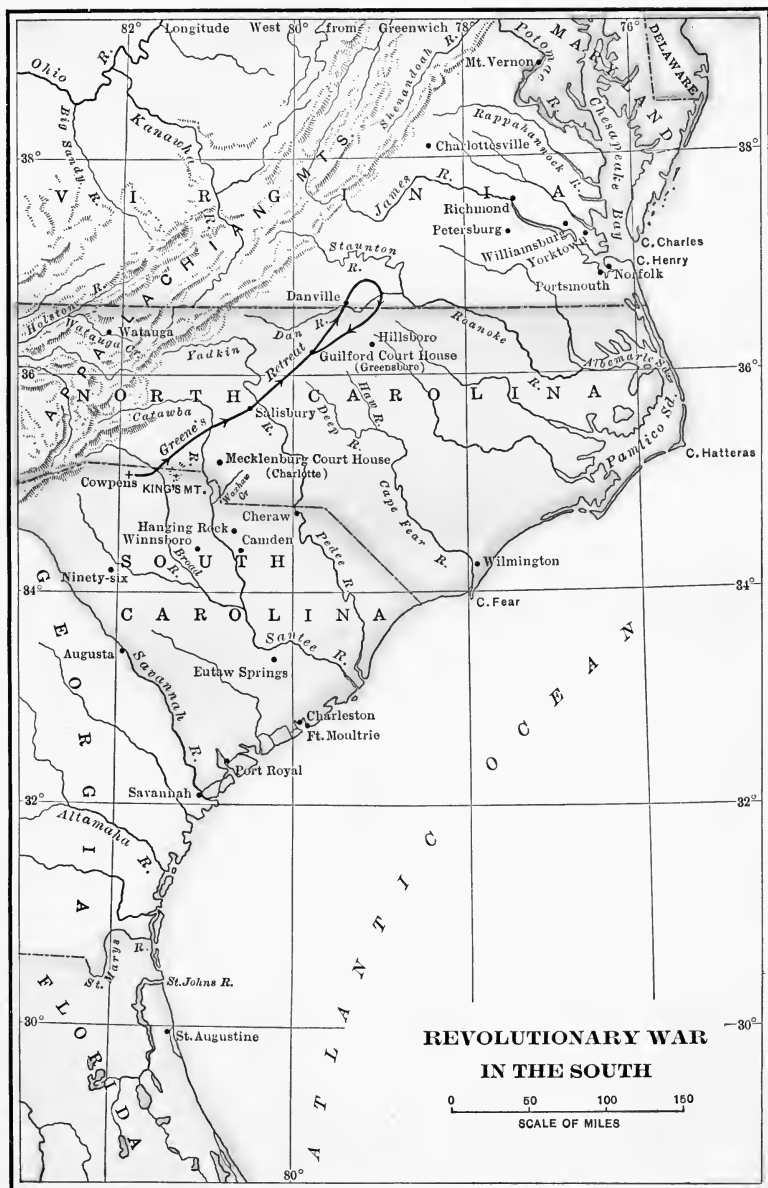 82° Longitude West 80° from Greenwich 78° 76°
Ohio R.
Big Sandy R.
Kanawha R.
Shenandoah R.
Potomac R.
Mt. Vernon
MARYLAND
DELAWARE
Chesapeake Bay
Rappahannock R.
Charlottesville
38° 38°
VIRGINIA
James R.
Richmond
Petersburg
Williamsburg
Yorktown
C. Charles
C. Henry
Norfolk
Portsmouth
APPALACHIAN MTS
Staunton R.
Danville
Holston R.
Watauga Cr.
Watauga
Dan R.
Roanoke R.
Hillsboro
Guilford Court House
(Greensboro)
Yadkin R.
Albemarle Sd.
36° 36°
NORTH CAROLINA
Greene's Retreat
Catawba R.
Salisbury
Deep R.
Haw R.
Pamlico Sd.
C. Hatteras
Mecklenburg Court House
(Charlotte)
Cowpens
KING'S MT.
Waxhaw Cr
Cheraw
Cape Fear R.
Hanging Rock
Winnsboro
Camden
Wilmington
Ninety-six
Broad R.
Pedee R.
SOUTH CAROLINA
34° 34°
C. Fear
Santee R.
Augusta
Savannah R.
Eutaw Springs
Charleston
Ft. Moultrie
Port Royal
Savannah
32° 32°
GEORGIA
Altamaha R.
ATLANTIC OCEAN
St. Marys R.
St. Johns R.
FLORIDA
St. Augustine
30° 30°
REVOLUTIONARY WAR
IN THE SOUTH
0 50 100 150
SCALE OF MILES
82° 80°